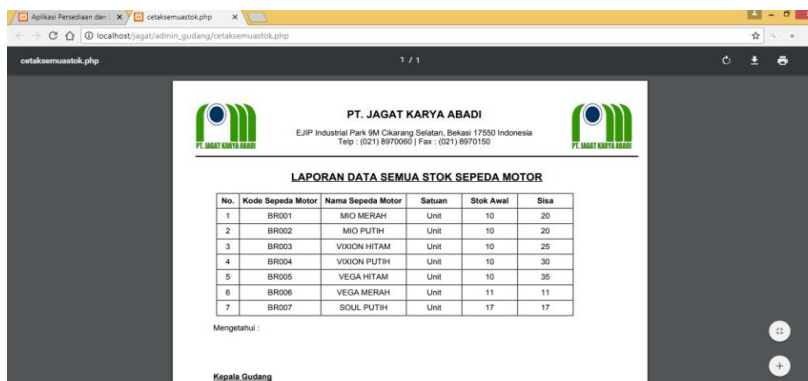 Aplikasi Persediaan dan
cetaksemuastok.php
localhost/jagat/admin_gudang/cetaksemuastok.php
cetaksemuastok.php
1 / 1
PT. JAGAT KARYA ABADI
EJIP Industrial Park 9M Cikarang Selatan, Bekasi 17550 Indonesia
Telp : (021) 8970060 | Fax : (021) 8970150
PT. JAGAT KARYA ABADI
PT. JAGAT KARYA ABADI
LAPORAN DATA SEMUA STOK SEPEDA MOTOR
No. Kode Sepeda Motor Nama Sepeda Motor Satuan Stok Awal Sisa
1 BR001 MIO MERAH Unit 10 20
2 BR002 MIO PUTIH Unit 10 20
3 BR003 VIXION HITAM Unit 10 25
4 BR004 VIXION PUTIH Unit 10 30
5 BR005 VEGA HITAM Unit 10 35
6 BR006 VEGA MERAH Unit 11 11
7 BR007 SOUL PUTIH Unit 17 17
Mengetahui :
Kepala Gudang